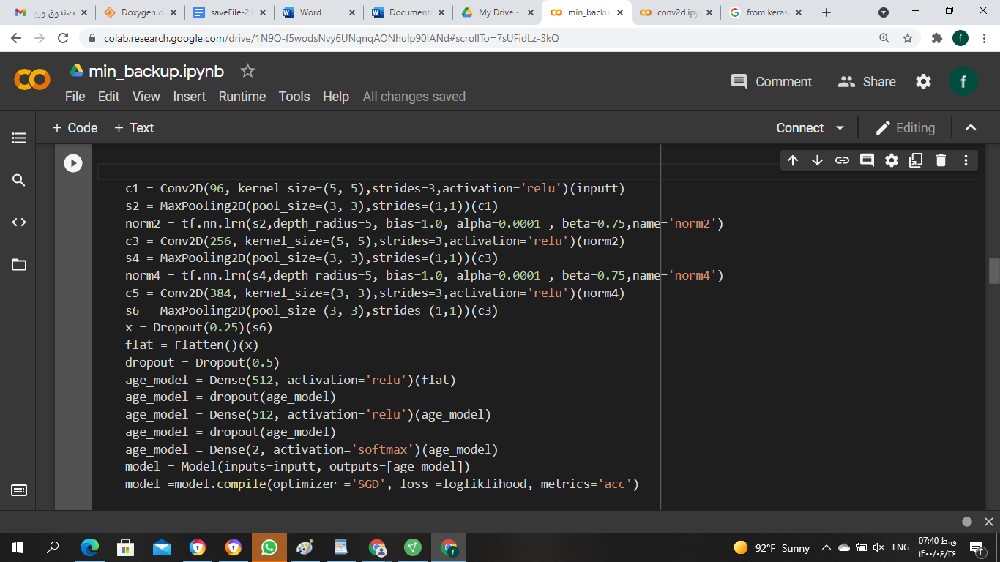 صندوق ورو
Doxygen d
saveFile-2.
Word
Documenta
My Drive -
min_backu
conv2d.ipy
from keras
colab.research.google.com/drive/1N9Q-f5wodsNvy6UNqnqAONhulp90lANd#scrollTo=7sUFidLz-3kQ
f
min_backup.ipynb
Comment
Share
f
File Edit View Insert Runtime Tools Help All changes saved
+ Code + Text
Connect
Editing
c1 = Conv2D(96, kernel_size=(5, 5),strides=3,activation='relu')(inputt)
s2 = MaxPooling2D(pool_size=(3, 3),strides=(1,1))(c1)
norm2 = tf.nn.lrn(s2,depth_radius=5, bias=1.0, alpha=0.0001 , beta=0.75,name='norm2')
c3 = Conv2D(256, kernel_size=(5, 5),strides=3,activation='relu')(norm2)
s4 = MaxPooling2D(pool_size=(3, 3),strides=(1,1))(c3)
norm4 = tf.nn.lrn(s4,depth_radius=5, bias=1.0, alpha=0.0001 , beta=0.75,name='norm4')
c5 = Conv2D(384, kernel_size=(3, 3),strides=3,activation='relu')(norm4)
s6 = MaxPooling2D(pool_size=(3, 3),strides=(1,1))(c3)
x = Dropout(0.25)(s6)
flat = Flatten()(x)
dropout = Dropout(0.5)
age_model = Dense(512, activation='relu')(flat)
age_model = dropout(age_model)
age_model = Dense(512, activation='relu')(age_model)
age_model = dropout(age_model)
age_model = Dense(2, activation='softmax')(age_model)
model = Model(inputs=inputt, outputs=[age_model])
model =model.compile(optimizer ='SGD', loss =logliklihood, metrics='acc')
92°F Sunny
ENG
07:40 ق.ظ
۱۴۰۰/۰۶/۲۶